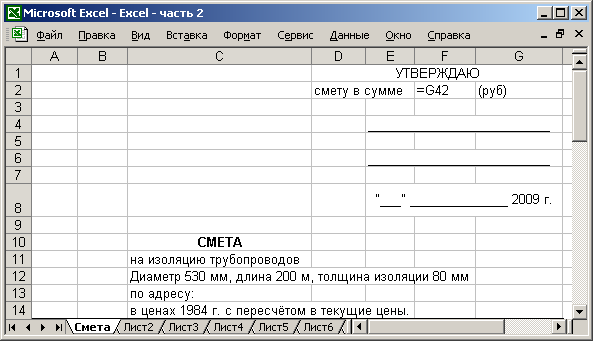 Microsoft Excel - Excel - часть 2
Файл Правка Вид Вставка Формат Сервис Данные Окно Справка
A B C D E F G
1 УТВЕРЖДАЮ
2 смету в сумме =G42 (руб)
3
4
5
6
7
8 "___" ______________ 2009 г.
9
10 СМЕТА
11 на изоляцию трубопроводов
12 Диаметр 530 мм, длина 200 м, толщина изоляции 80 мм
13 по адресу:
14 в ценах 1984 г. с пересчётом в текущие цены.
Смета Лист2 Лист3 Лист4 Лист5 Лист6